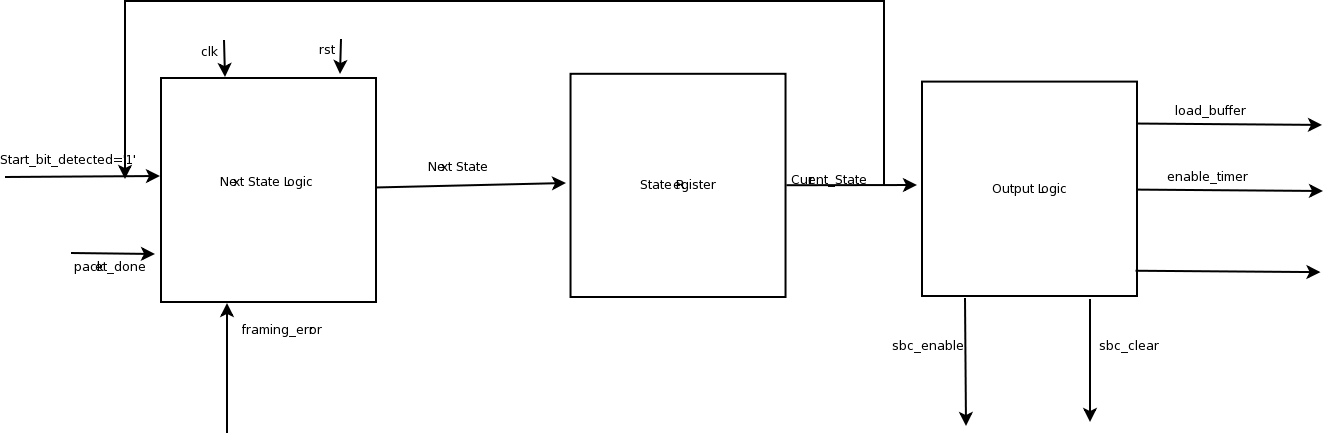 clk
rst
Start_bit_detected='1'
Next State Logic
packet_done
framing_error
Next State
State Register
Current_State
Output Logic
load_buffer
enable_timer
sbc_enable
sbc_clear